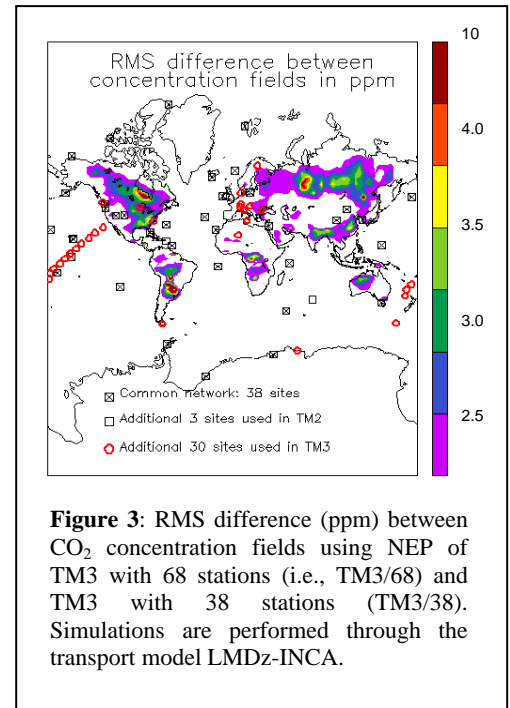 RMS difference between
concentration fields in ppm
10
4.0
3.5
3.0
2.5
Common network: 38 sites
Additional 3 sites used in TM2
Additional 30 sites used in TM3
Figure 3: RMS difference (ppm) between
CO₂ concentration fields using NEP of
TM3 with 68 stations (i.e., TM3/68) and
TM3 with 38 stations (TM3/38).
Simulations are performed through the
transport model LMDz-INCA.